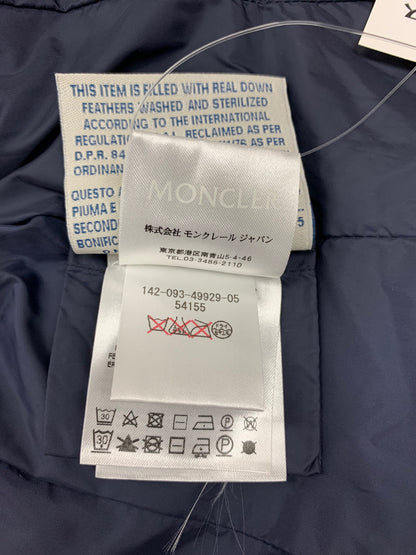 THIS ITEM IS FILLED WITH REAL DOWN
FEATHERS WASHED AND STERILIZED
ACCORDING TO THE INTERNATIONAL
RECLAIMED AS PER
D.P.R. 84
ORDINAN
QUESTO
PIUMA E
SECOND
BONIFIC
MONCLER
株式会社 モンクレール ジャパン
東京都港区南青山5-4-46
TEL.03-3486-2110
142-093-49929-05
54155
30
30